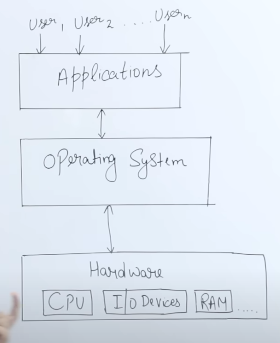 User1, User2 .... Usern
Applications
Operating System
Hardware
CPU I/O Devices RAM .....